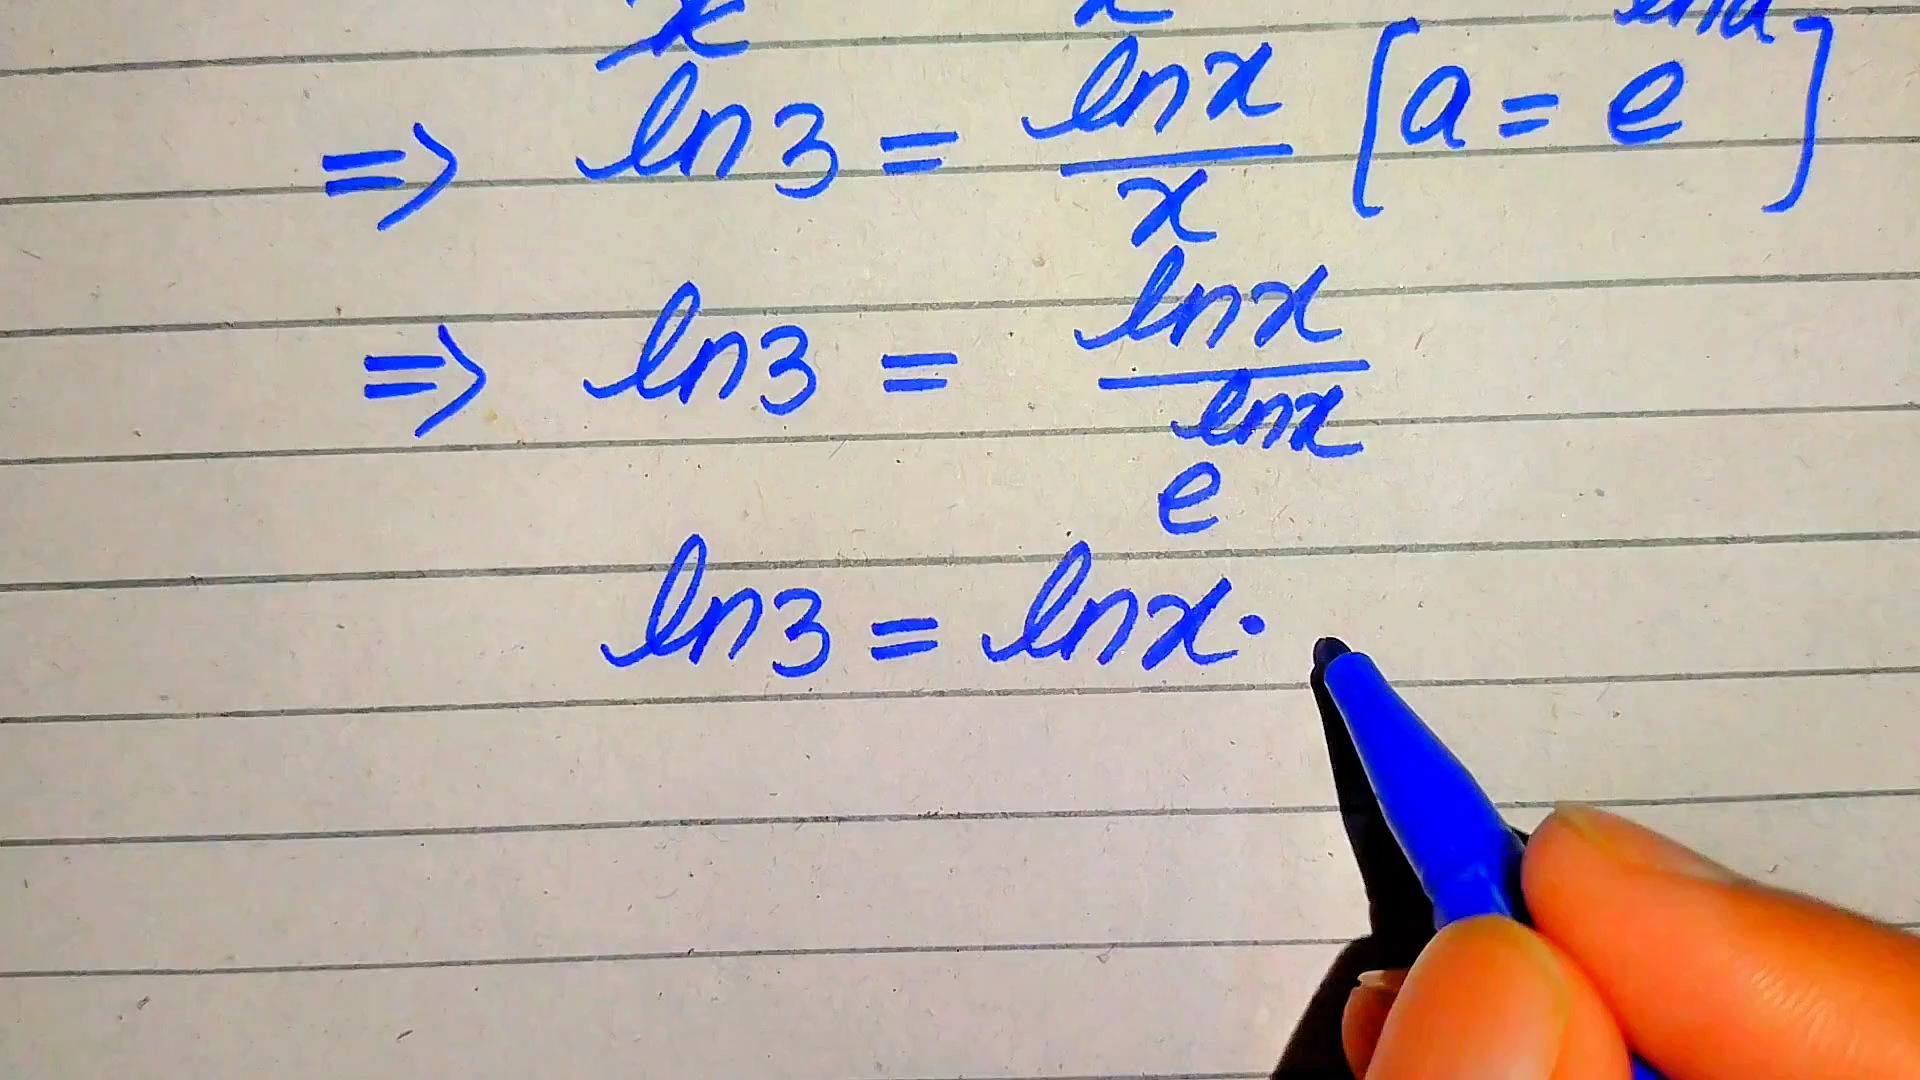 x x
⇒ ln3 = lnx/x [a = e^lna]
⇒ ln3 = lnx/e^lnx
ln3 = lnx·